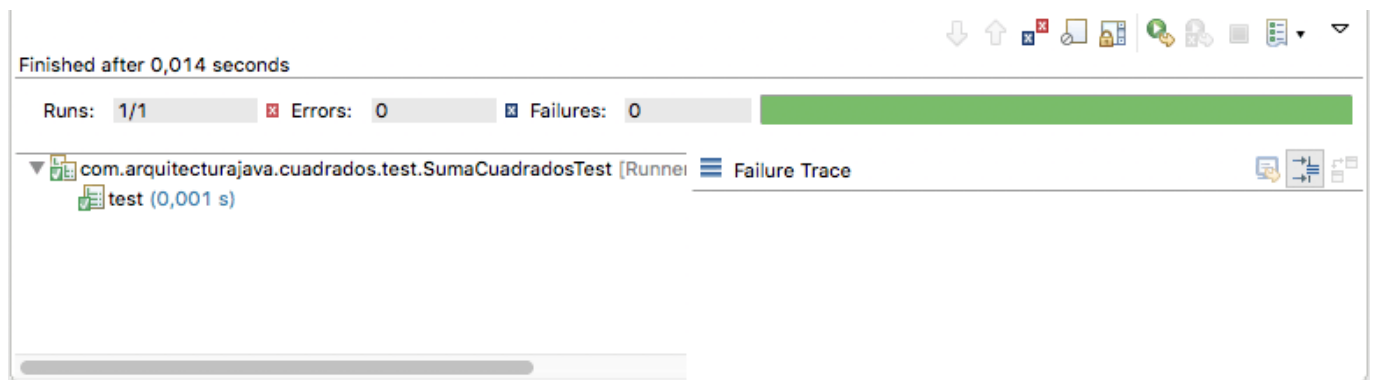 Finished after 0,014 seconds
Runs: 1/1 Errors: 0 Failures: 0
com.arquitecturajava.cuadrados.test.SumaCuadradosTest [Runner
Failure Trace
test (0,001 s)